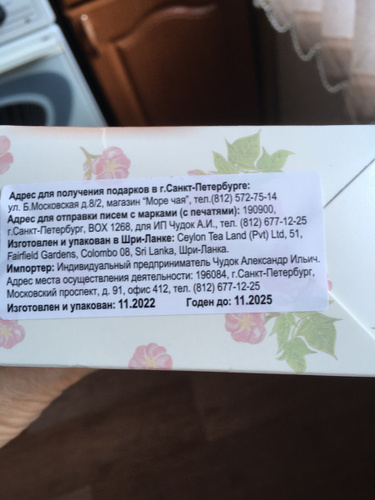 Адрес для получения подарков в г.Санкт-Петербурге:
ул. Б.Московская д.8/2, магазин "Море чая", тел.(812) 572-75-14
Адрес для отправки писем с марками (с печатями): 190900,
г.Санкт-Петербург, BOX 1268, для ИП Чудок А.И., тел. (812) 677-12-25
Изготовлен и упакован в Шри-Ланке: Ceylon Tea Land (Pvt) Ltd, 51,
Fairfield Gardens, Colombo 08, Sri Lanka, Шри-Ланка.
Импортер: Индивидуальный предприниматель Чудок Александр Ильич.
Адрес места осуществления деятельности: 196084, г.Санкт-Петербург,
Московский проспект, д. 91, офис 412, тел. (812) 677-12-25
Изготовлен и упакован: 11.2022 Годен до: 11.2025